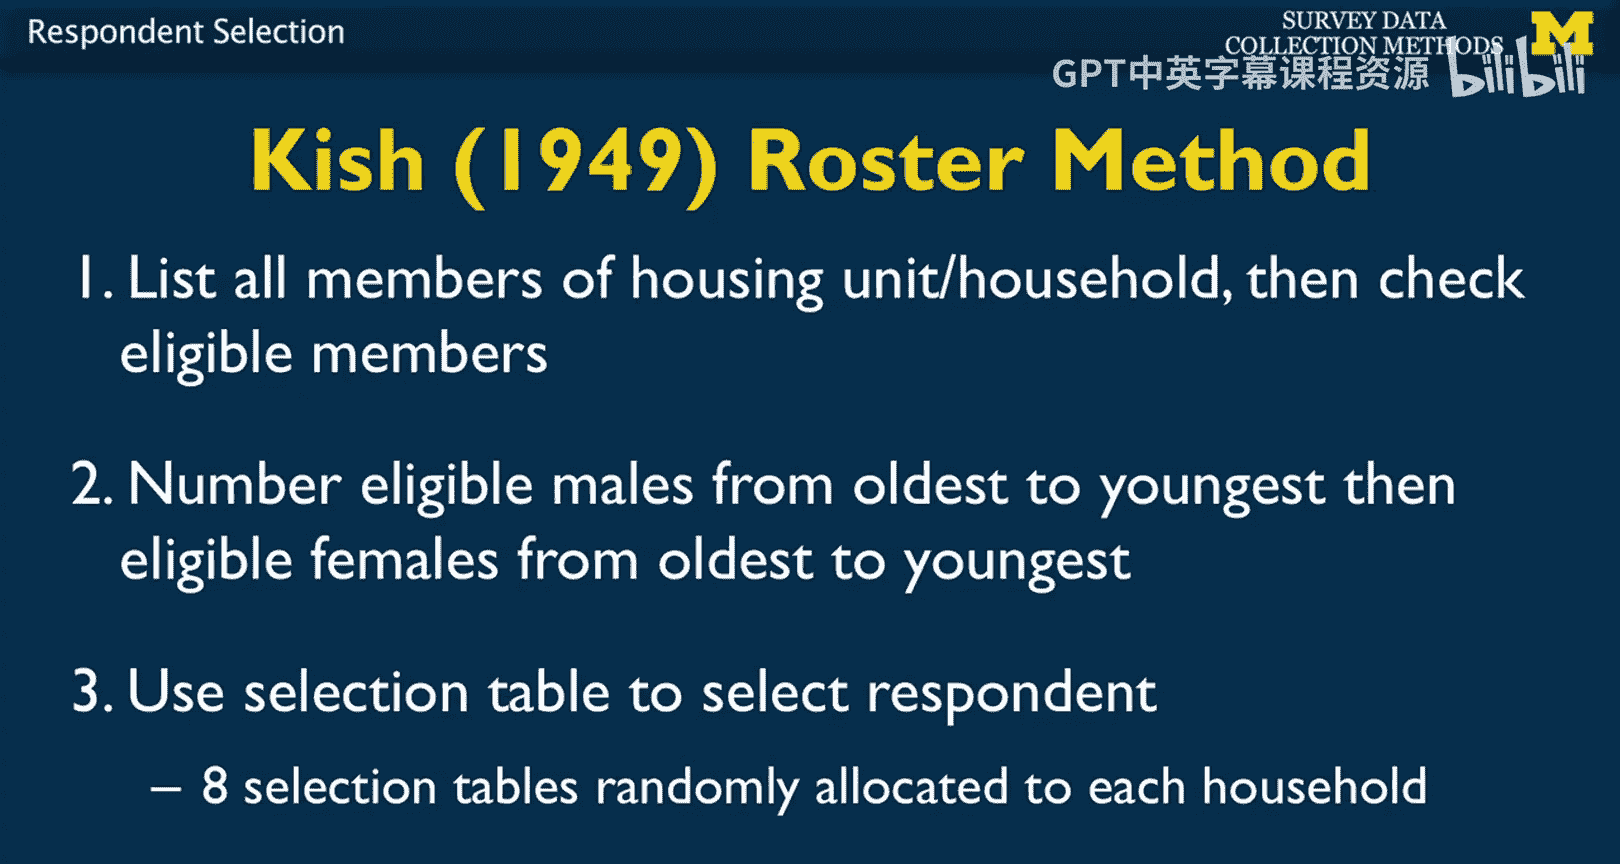 Respondent Selection
SURVEY DATA
COLLECTION METHODS
M
GPT中英字幕课程资源 bilibili
Kish (1949) Roster Method
1. List all members of housing unit/household, then check
eligible members
2. Number eligible males from oldest to youngest then
eligible females from oldest to youngest
3. Use selection table to select respondent
– 8 selection tables randomly allocated to each household